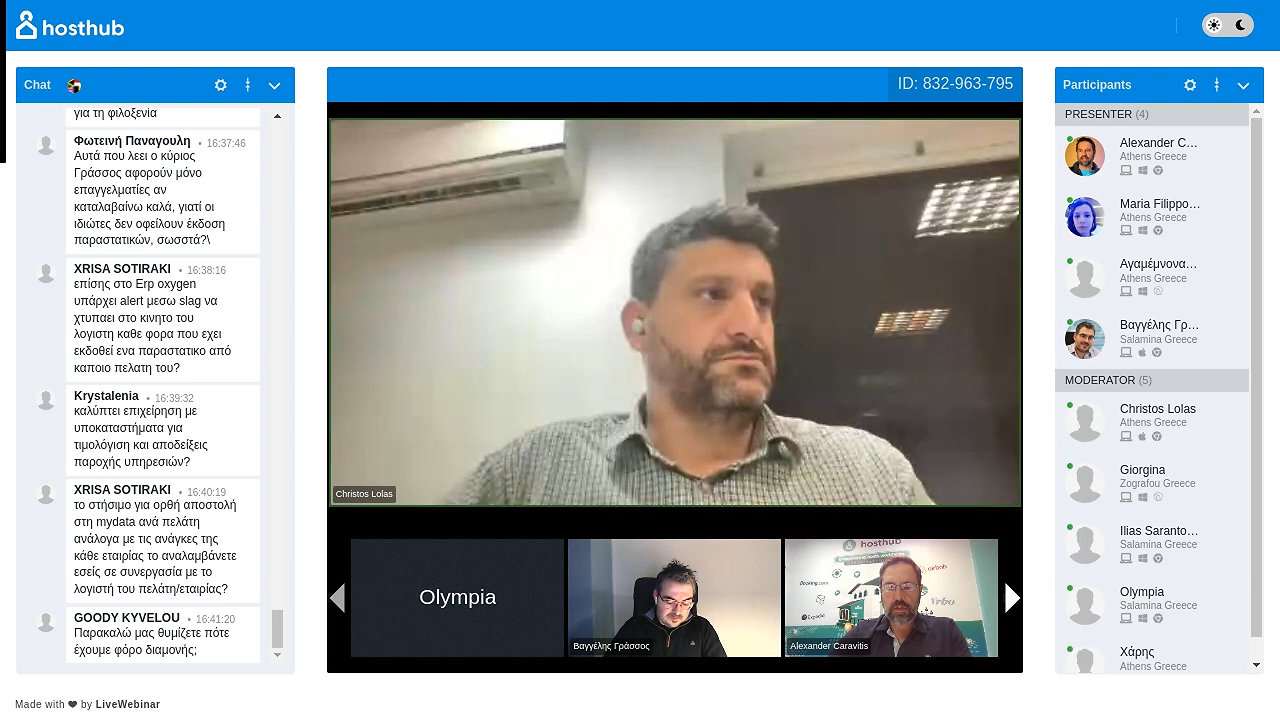 hosthub
Chat
για τη φιλοξενία
Φωτεινή Παναγουλη • 16:37:46
Αυτά που λεει ο κύριος
Γράσσος αφορούν μόνο
επαγγελματίες αν
καταλαβαίνω καλά, γιατί οι
ιδιώτες δεν οφείλουν έκδοση
παραστατικών, σωσστά?\
XRISA SOTIRAKI • 16:38:16
επίσης στο Erp oxygen
υπάρχει alert μεσω slag να
χτυπαει στο κινητο του
λογιστη καθε φορα που εχει
εκδοθεί ενα παραστατικο από
καποιο πελατη του?
Krystalenia • 16:39:32
καλύπτει επιχείρηση με
υποκαταστήματα για
τιμολόγιση και αποδείξεις
παροχής υπηρεσιών?
XRISA SOTIRAKI • 16:40:19
το στήσιμο για ορθή αποστολή
στη mydata ανά πελάτη
ανάλογα με τις ανάγκες της
κάθε εταιρίας το αναλαμβάνετε
εσείς σε συνεργασία με το
λογιστή του πελάτη/εταιρίας?
GOODY KYVELOU • 16:41:20
Παρακαλώ μας θυμίζετε πότε
έχουμε φόρο διαμονής;
ID: 832-963-795
Christos Lolas
Olympia
Βαγγέλης Γράσσος
hosthub
Booking.com
airbnb
Expedia
Vrbo
Alexander Caravitis
Participants
PRESENTER (4)
Alexander C...
Athens Greece
Maria Filippo...
Athens Greece
Αγαμέμνονα...
Athens Greece
Βαγγέλης Γρ...
Salamina Greece
MODERATOR (5)
Christos Lolas
Athens Greece
Giorgina
Zografou Greece
Ilias Saranto...
Salamina Greece
Olympia
Salamina Greece
Χάρης
Athens Greece
Made with ❤ by LiveWebinar